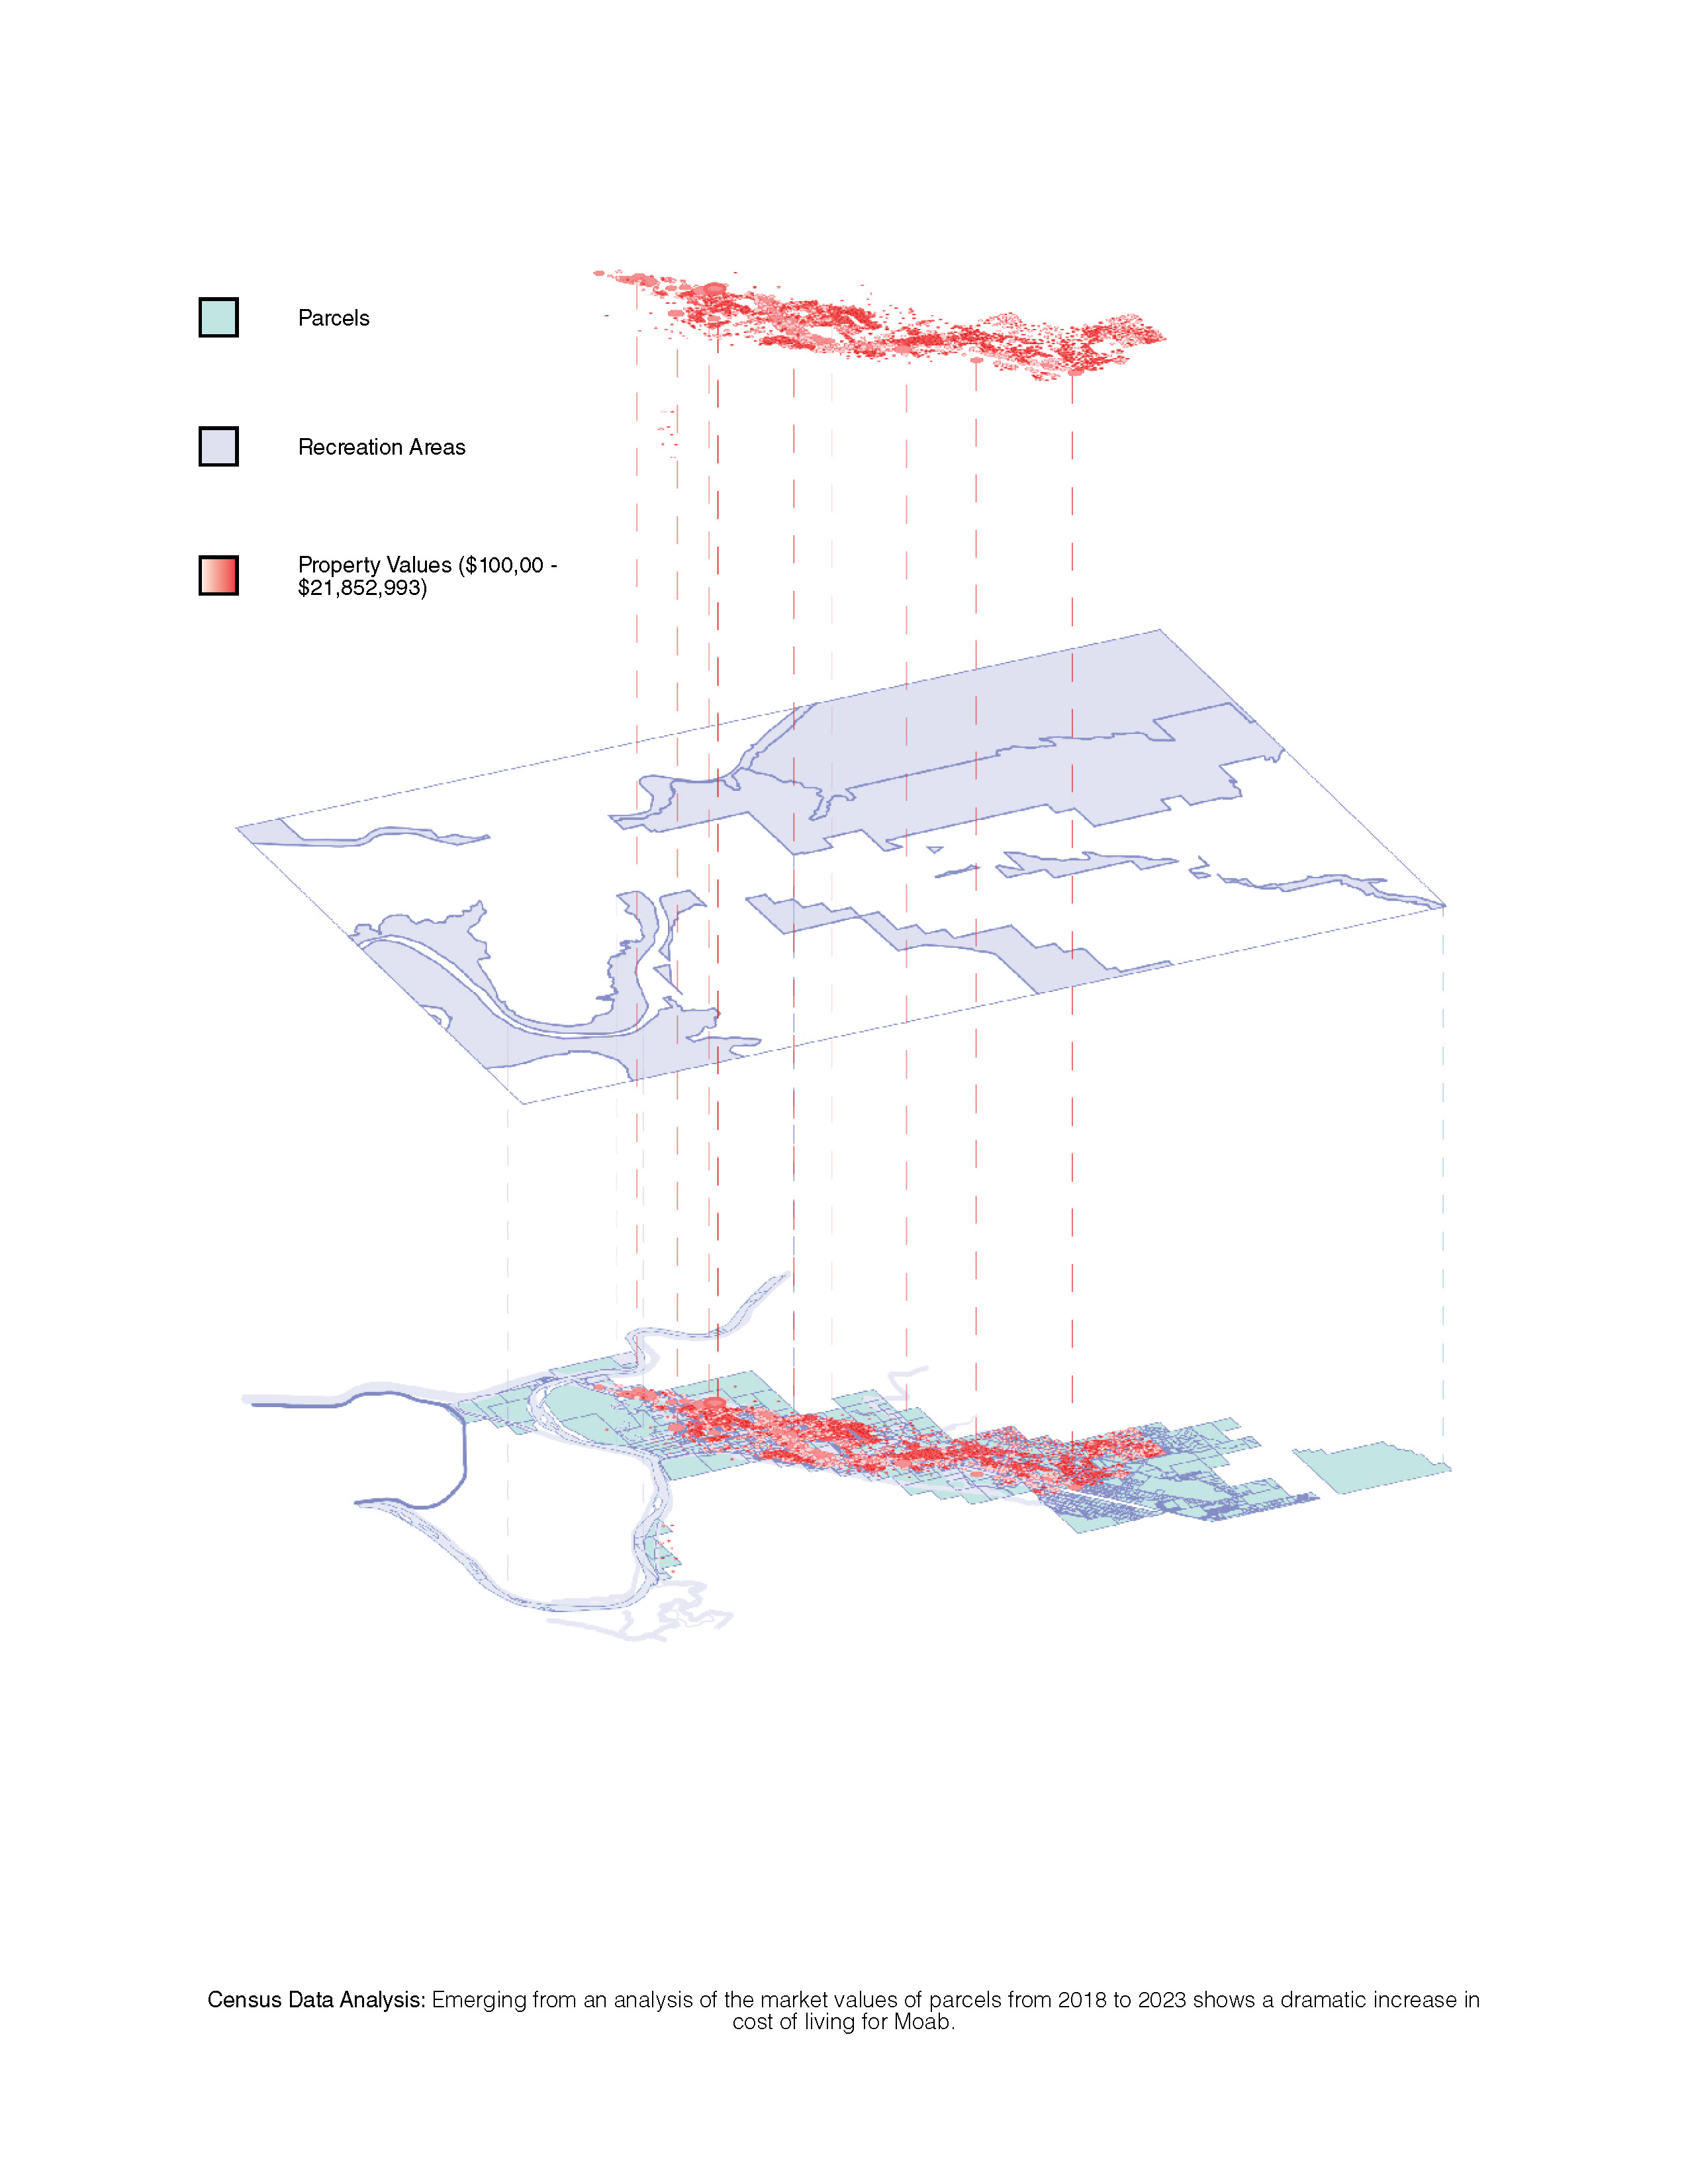 Parcels
Recreation Areas
Property Values ($100,00 -
$21,852,993)
Census Data Analysis: Emerging from an analysis of the market values of parcels from 2018 to 2023 shows a dramatic increase in
cost of living for Moab.